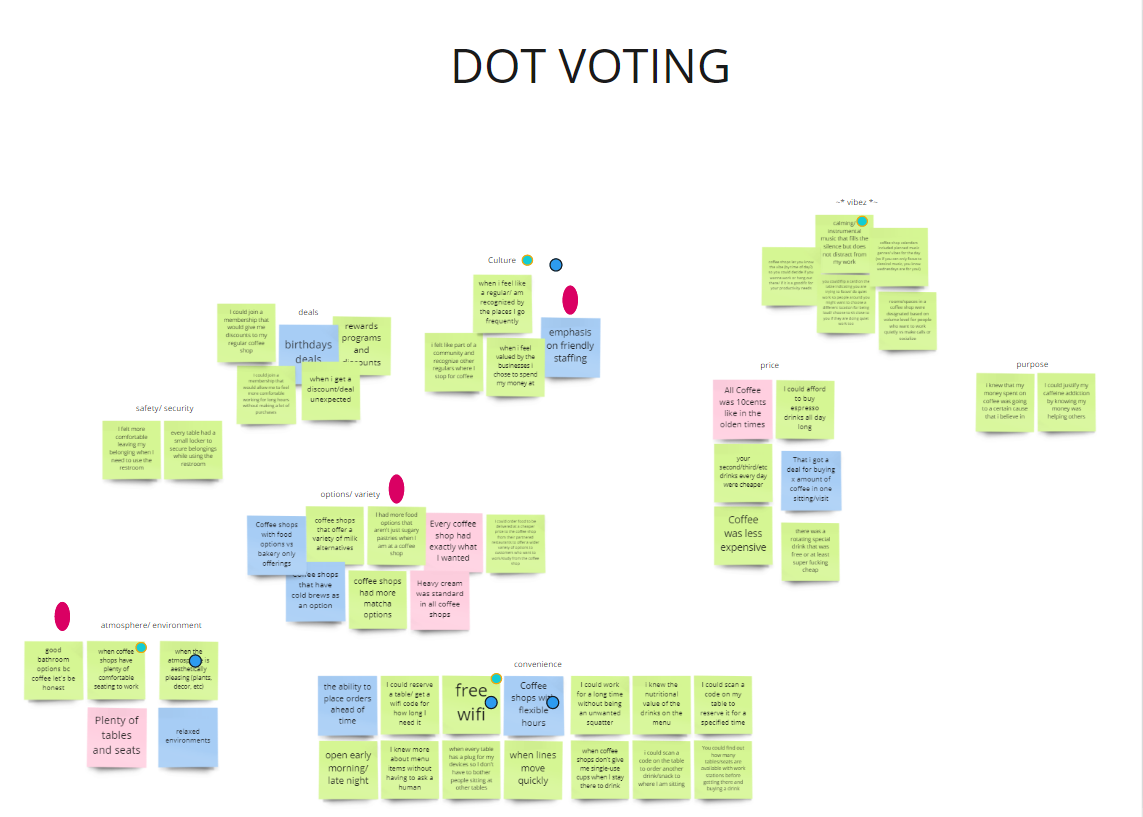 DOT VOTING
~* vibez *~
calming/
instrumental
music that fills the
silence but does
not distract from
my work
rooms/spaces in a
coffee shop were
designated based on
volume level for people
who want to work
quietly vs make calls or
socialize
Culture
when i feel like
a regular/ am
recognized by
the places I go
frequently
i felt like part of a
community and
recognize other
regulars where I
stop for coffee
when i feel
valued by the
businesses I
chose to spend
my money at
emphasis
on friendly
staffing
deals
I could join a
membership that
would give me
discounts to my
regular coffee
shop
birthdays
deals
rewards
programs
and
discounts
I could join a
membership that
would allow me to feel
more comfortable
working for long hours
without making a lot of
purchases
when i get a
discount/deal
unexpected
price
All Coffee
was 10cents
like in the
olden times
I could afford
to buy
espresso
drinks all day
long
your
second/third/etc
drinks every day
were cheaper
That i got a
deal for buying
x amount of
coffee in one
sitting/visit
Coffee
was less
expensive
there was a
rotating special
drink that was
free or at least
super fucking
cheap
purpose
I knew that my
money spent on
coffee was going
to a certain cause
that I believe in
I could justify my
caffeine addiction
by knowing my
money was
helping others
safety/ security
I felt more
comfortable
leaving my
belonging when I
need to use the
restroom
every table had a
small locker to
secure belongings
while using the
restroom
options/ variety
Coffee shops
with food
options vs
bakery only
offerings
coffee shops
that offer a
variety of milk
alternatives
I had more food
options that
aren't just sugary
pastries when I
am at a coffee
shop
Every coffee
shop had
exactly what
I wanted
Coffee shops
that have
cold brews as
an option
coffee shops
had more
matcha
options
Heavy cream
was standard
in all coffee
shops
atmosphere/ environment
good
bathroom
options bc
coffee let's be
honest
when coffee
shops have
plenty of
comfortable
seating to work
when the
atmosphere is
aesthetically
pleasing (plants,
decor, etc)
Plenty of
tables
and seats
relaxed
environments
convenience
the ability to
place orders
ahead of
time
I could reserve
a table/ get a
wifi code for
how long I
need it
free
wifi
Coffee
shops with
flexible
hours
I could work
for a long time
without being
an unwanted
squatter
I knew the
nutritional
value of the
drinks on the
menu
I could scan a
code on my
table to
reserve it for a
specified time
open early
morning/
late night
I knew more
about menu
items without
having to ask a
human
when every table
has a plug for my
devices so I don't
have to bother
people sitting at
other tables
when lines
move
quickly
when coffee
shops don't give
me single-use
cups when I stay
there to drink
i could scan a
code on the table
to order another
drink/snack to
where I am sitting
You could find out
how many
tables/seats are
available with work
stations before
getting there and
buying a drink